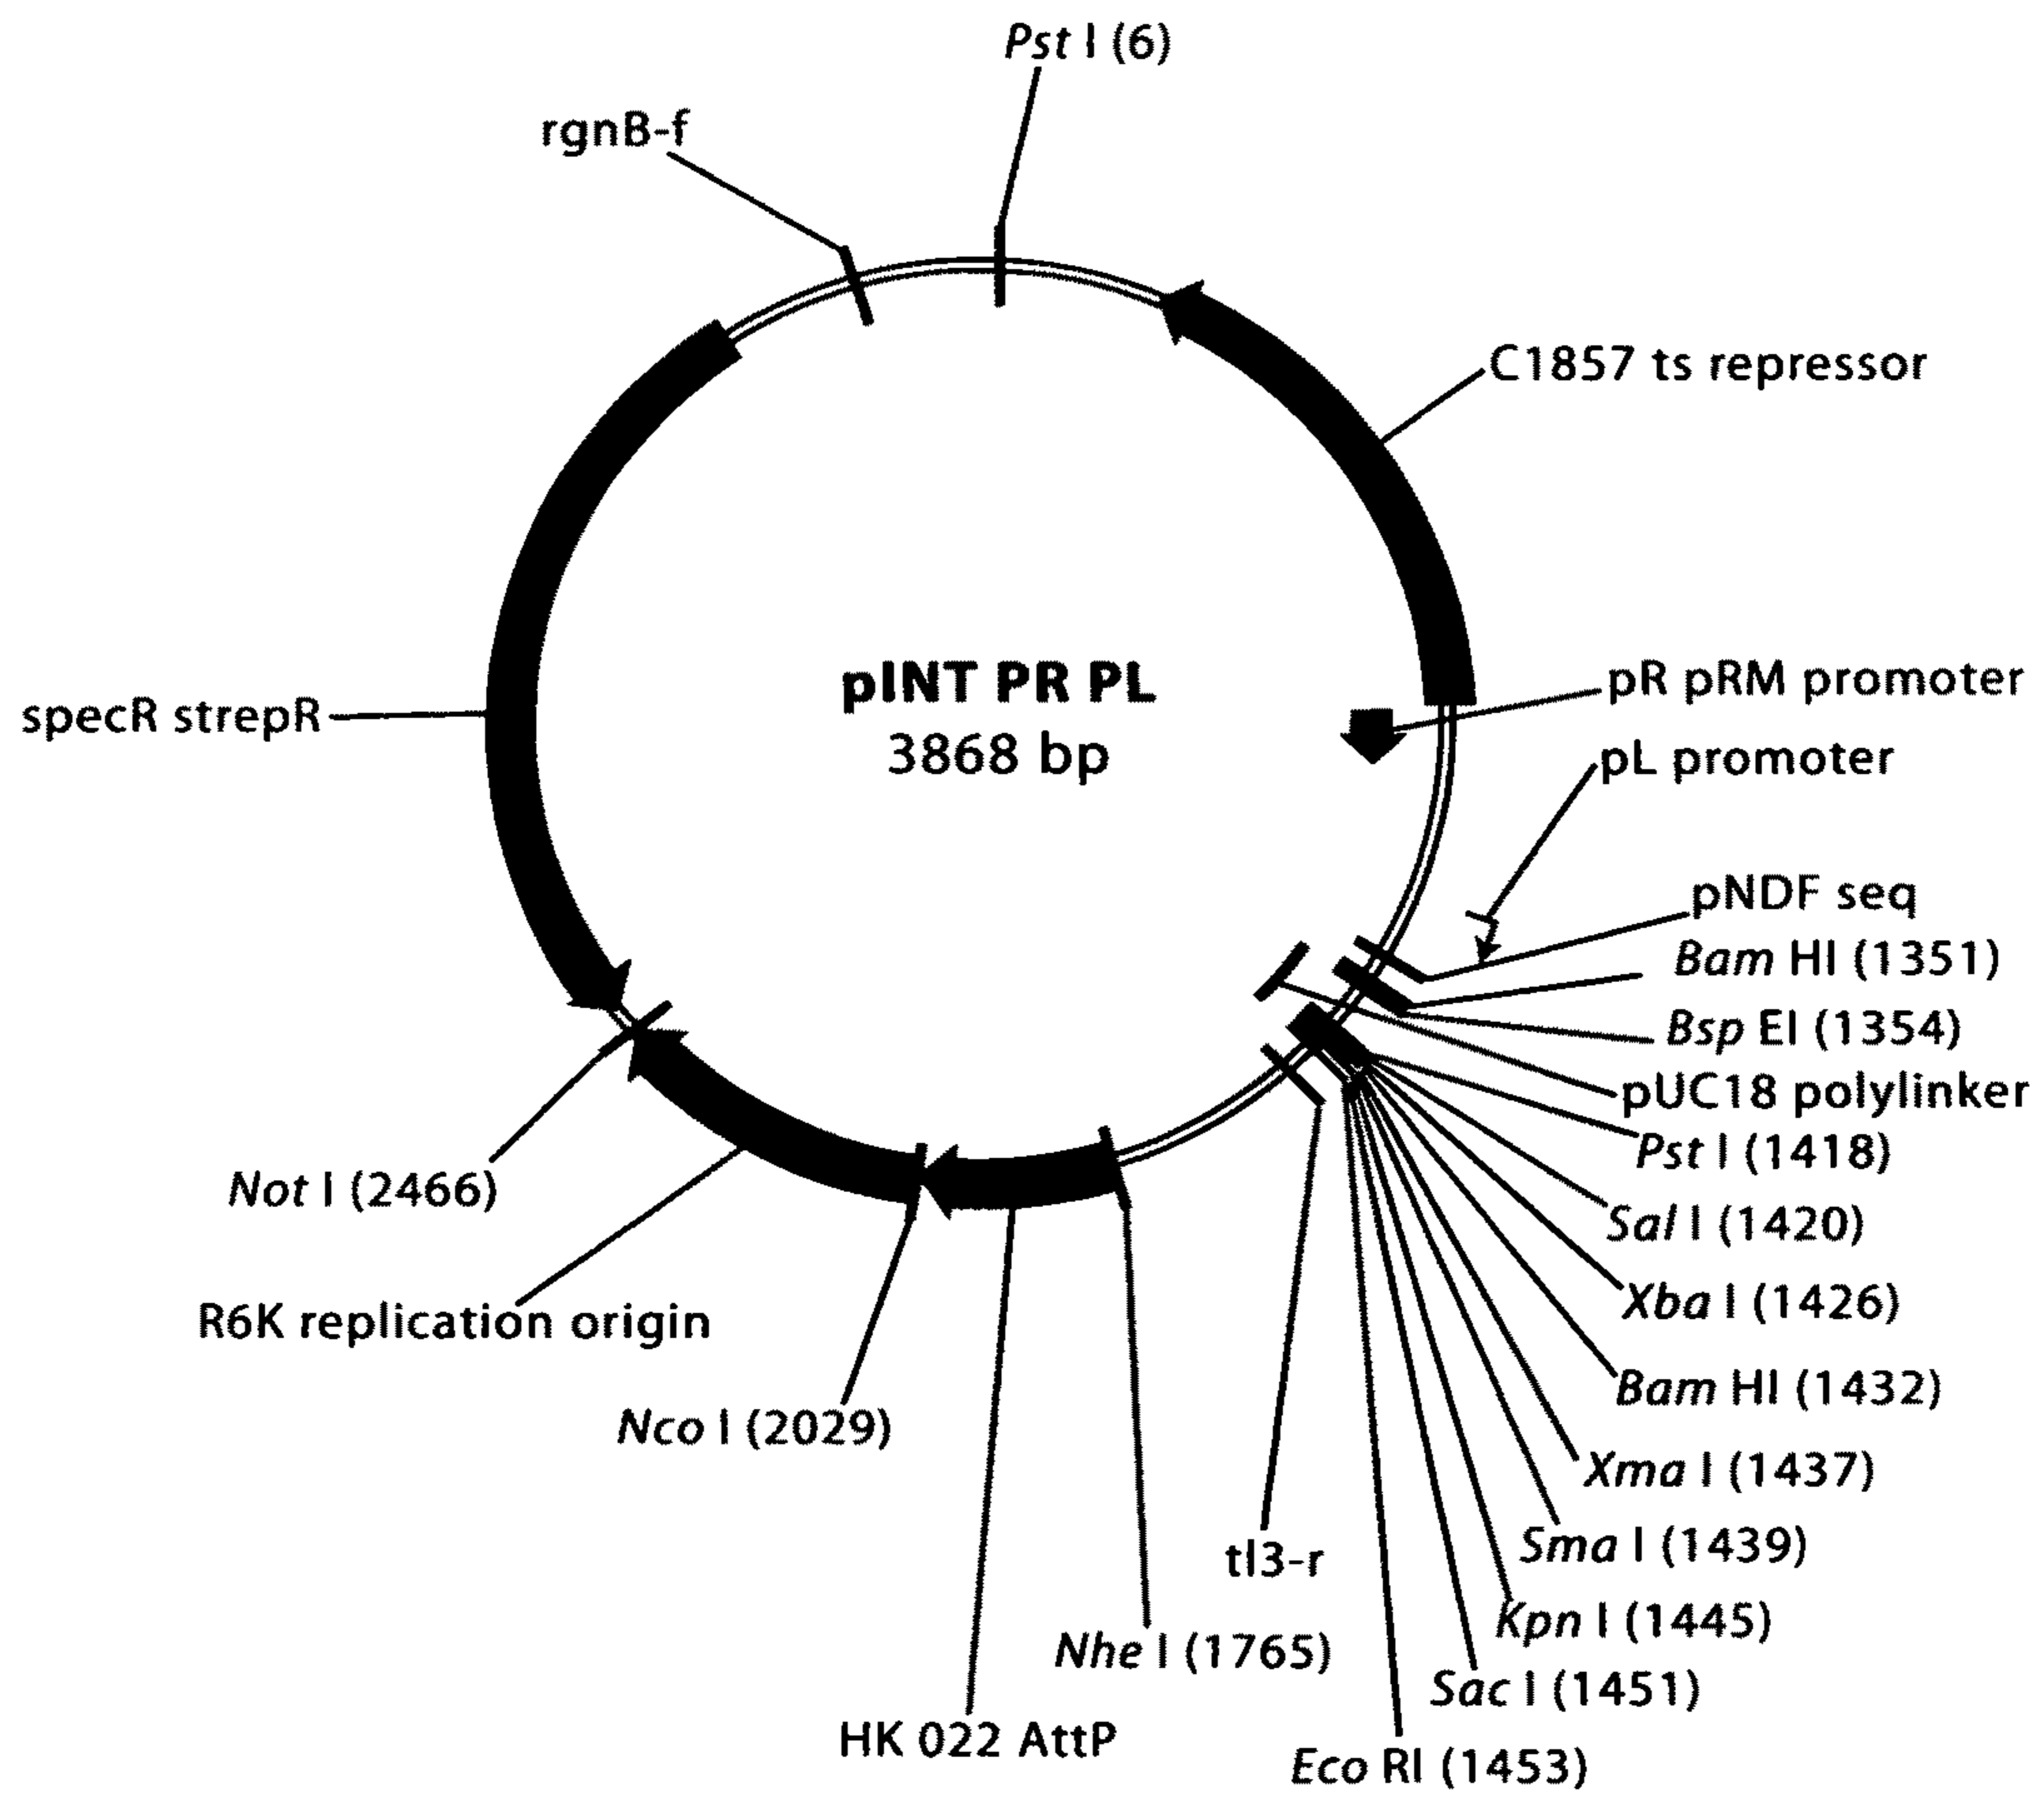 Pst I (6)
rgnB-f
C1857 ts repressor
pINT PR PL
3868 bp
pR pRM promoter
specR strepR
pL promoter
pNDF seq
Bam HI (1351)
Bsp EI (1354)
pUC18 polylinker
Pst I (1418)
Not I (2466)
Sal I (1420)
Xba I (1426)
R6K replication origin
Bam HI (1432)
Nco I (2029)
Xma I (1437)
Sma I (1439)
tl3-r
Kpn I (1445)
Nhe I (1765)
Sac I (1451)
HK 022 AttP
Eco RI (1453)